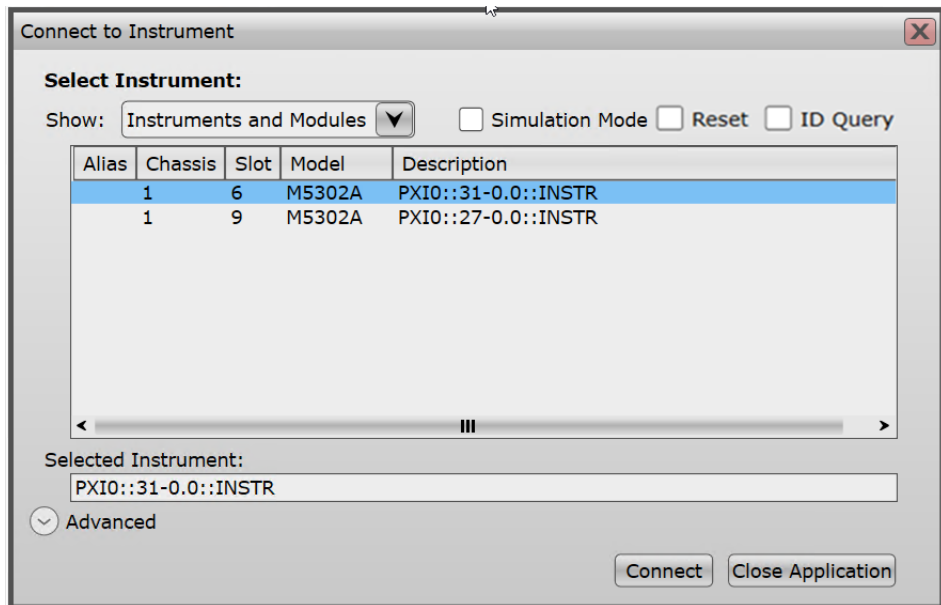 Connect to Instrument
Select Instrument:
Show: Instruments and Modules Simulation Mode Reset ID Query
Alias Chassis Slot Model Description
1 6 M5302A PXI0::31-0.0::INSTR
1 9 M5302A PXI0::27-0.0::INSTR
Selected Instrument:
PXI0::31-0.0::INSTR
Advanced
Connect Close Application